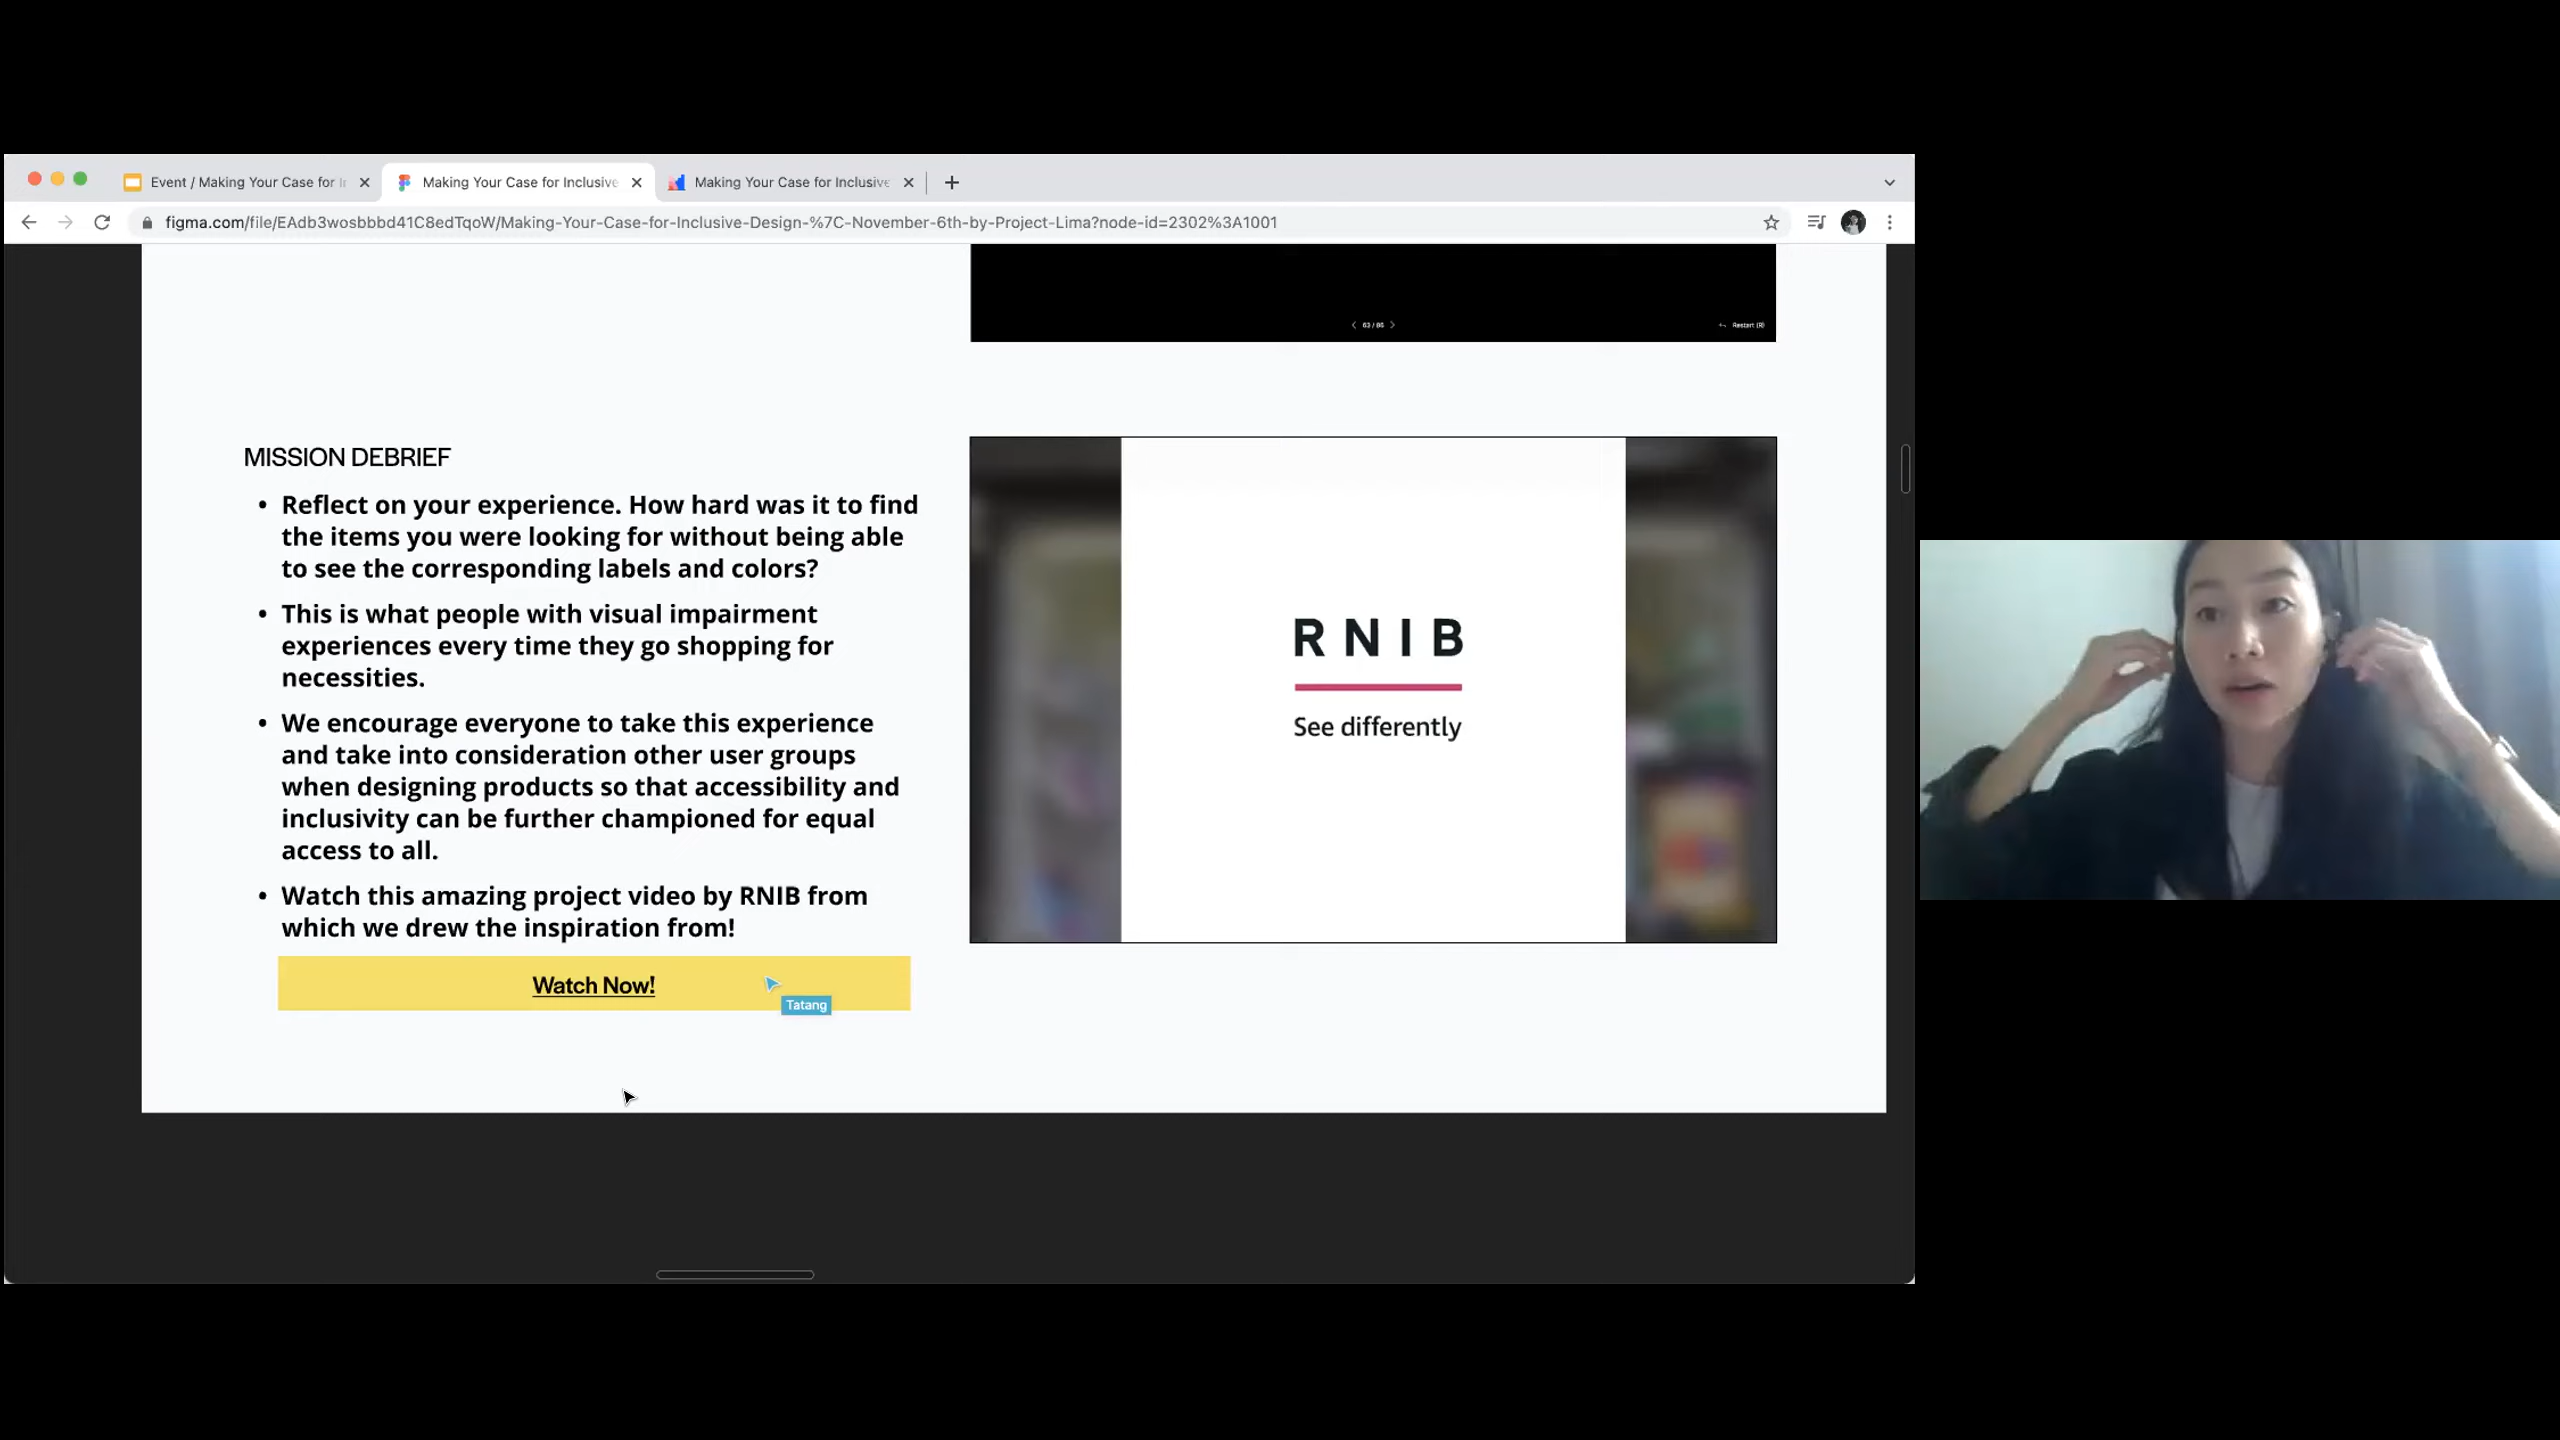 Event / Making Your Case for In
Making Your Case for Inclusive
Making Your Case for Inclusive
figma.com/file/EAdb3wosbbbd41C8edTqoW/Making-Your-Case-for-Inclusive-Design-%7C-November-6th-by-Project-Lima?node-id=2302%3A1001
63 / 86
Restart (R)
MISSION DEBRIEF
• Reflect on your experience. How hard was it to find
the items you were looking for without being able
to see the corresponding labels and colors?
• This is what people with visual impairment
experiences every time they go shopping for
necessities.
• We encourage everyone to take this experience
and take into consideration other user groups
when designing products so that accessibility and
inclusivity can be further championed for equal
access to all.
• Watch this amazing project video by RNIB from
which we drew the inspiration from!
Watch Now!
Tatang
RNIB
See differently